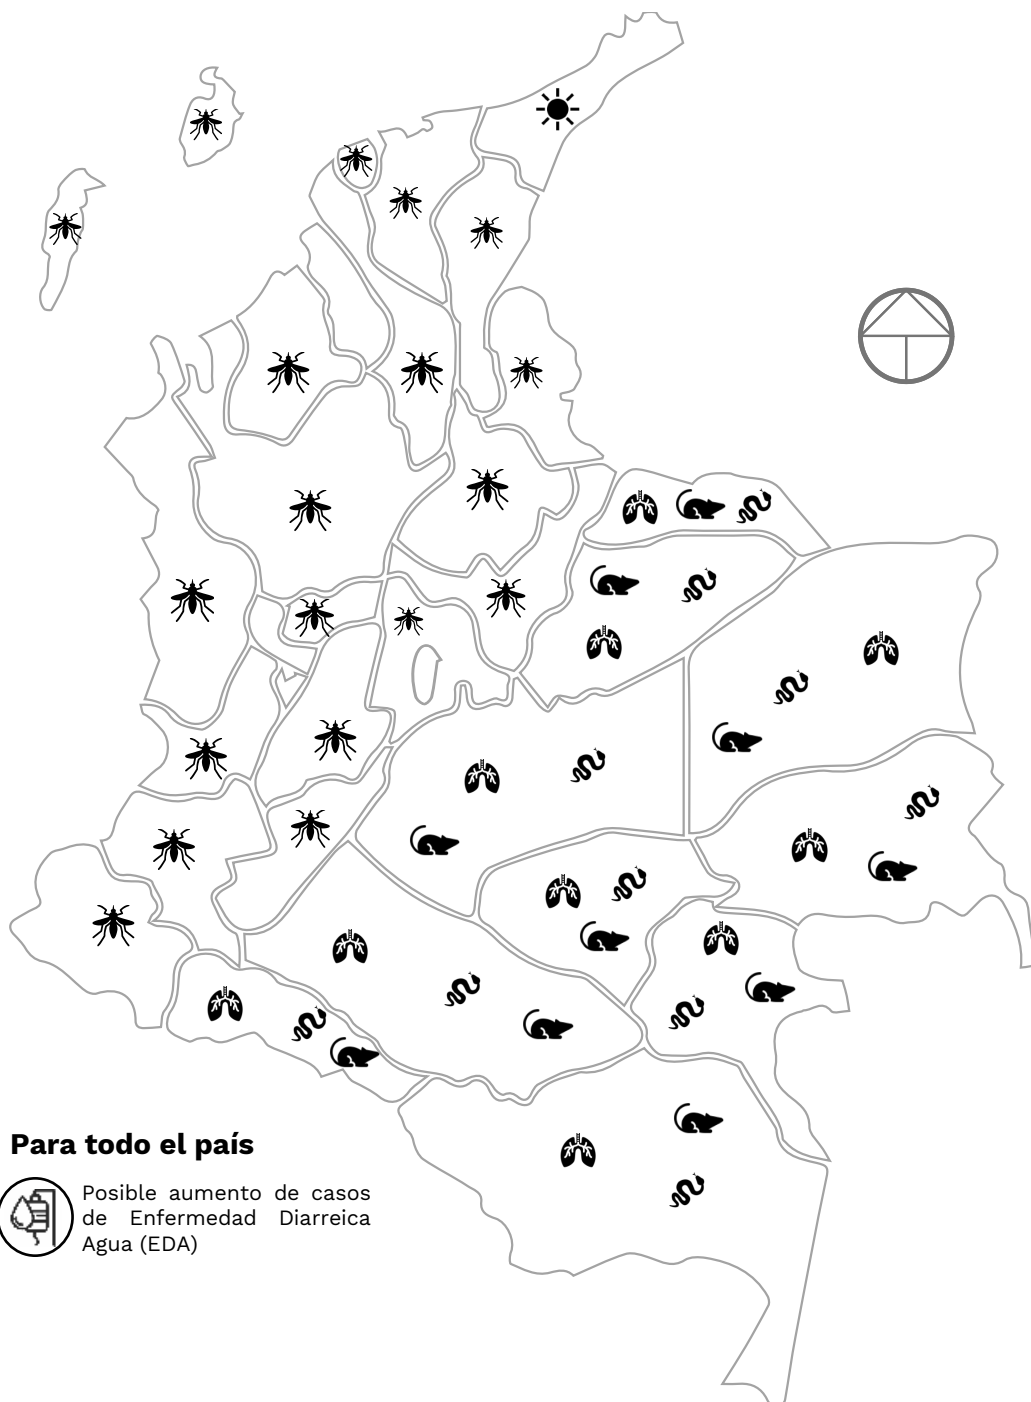 Para todo el país
Posible aumento de casos
de Enfermedad Diarreica
Agua (EDA)